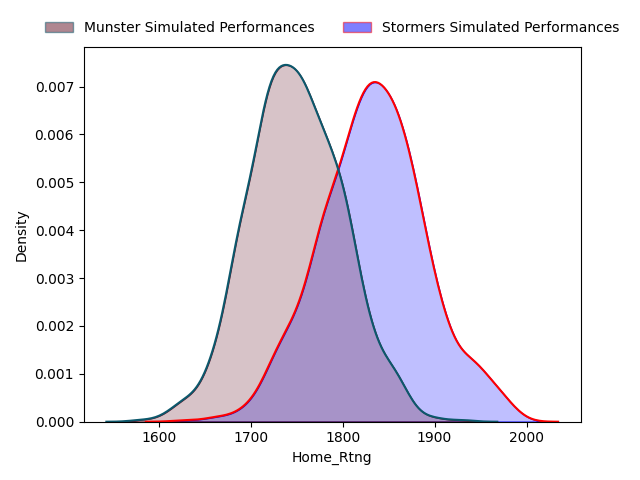 Munster Simulated Performances Stormers Simulated Performances
0.007
0.006
0.005
0.004
0.003
0.002
0.001
0.000
Density
1600 1700 1800 1900 2000
Home_Rtng